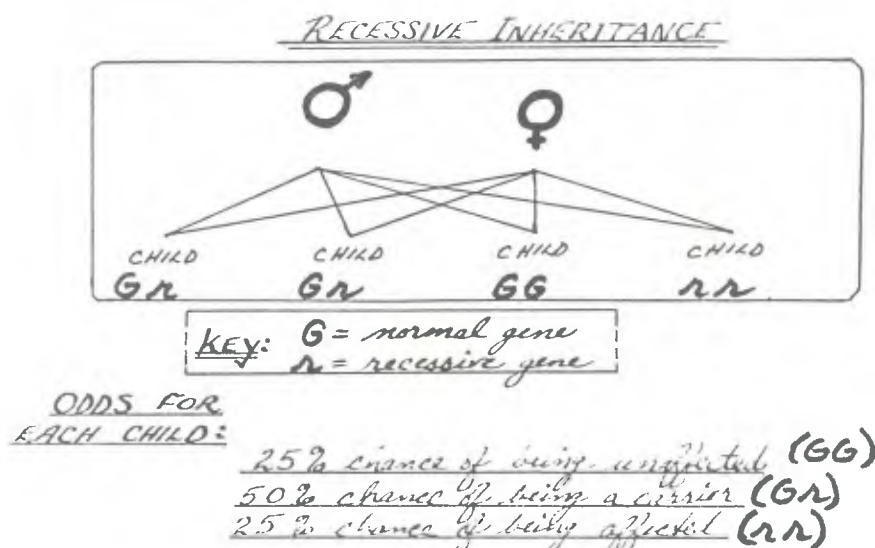 RECESSIVE INHERITANCE
CHILD CHILD CHILD CHILD
Gr Gr GG rr
KEY: G = normal gene
r = recessive gene
ODDS FOR
EACH CHILD:
25% chance of being unaffected (GG)
50% chance of being a carrier (Gr)
25% chance of being affected (rr)